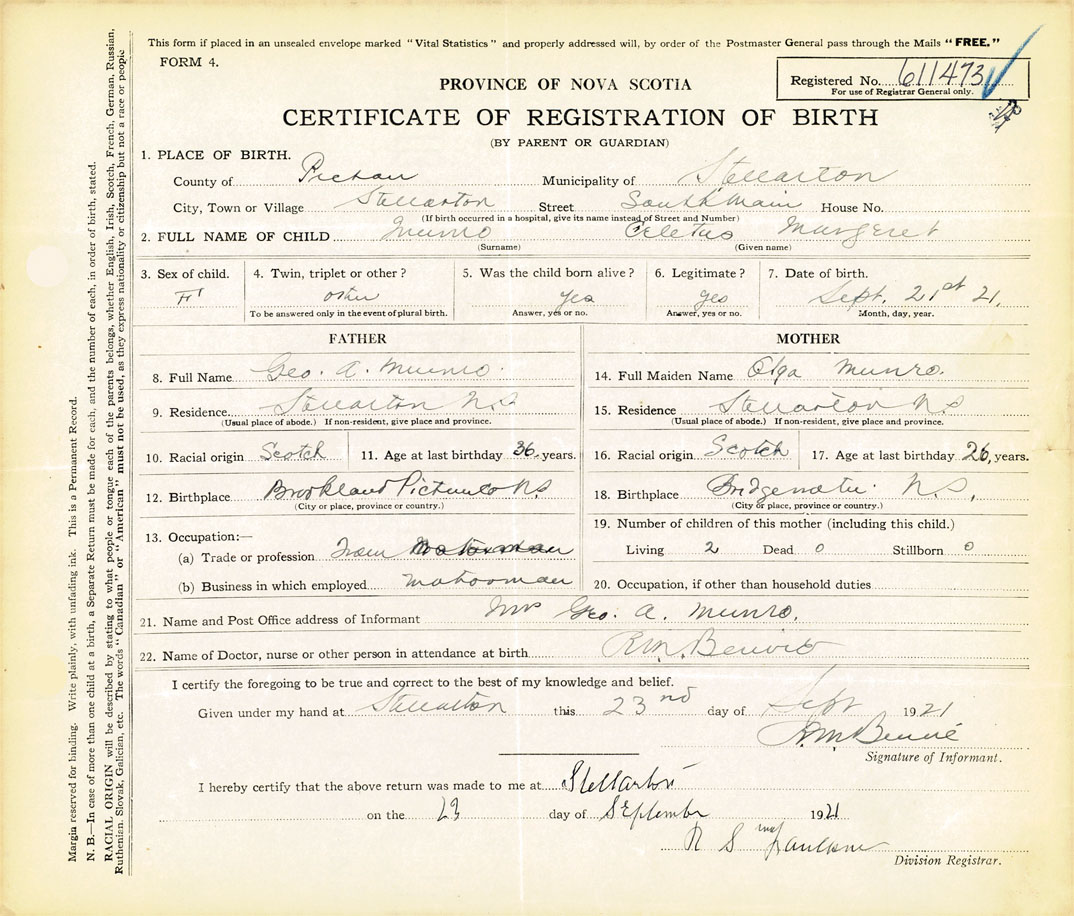 This form if placed in an unsealed envelope marked "Vital Statistics" and properly addressed will, by order of the Postmaster General pass through the Mails "FREE."
FORM 4.
Registered No. 611473
For use of Registrar General only.
PROVINCE OF NOVA SCOTIA
CERTIFICATE OF REGISTRATION OF BIRTH
(BY PARENT OR GUARDIAN)
1. PLACE OF BIRTH.
County of Pictou Municipality of Stellarton
City, Town or Village Stellarton Street South Main House No.
(If birth occurred in a hospital, give its name instead of Street and Number)
2. FULL NAME OF CHILD Munro Celetus Margeret
(Surname) (Given name)
3. Sex of child. 4. Twin, triplet or other? 5. Was the child born alive? 6. Legitimate? 7. Date of birth.
F other yes yes Sept. 21st 21.
To be answered only in the event of plural birth. Answer, yes or no. Answer, yes or no. Month, day, year.
FATHER
8. Full Name Geo. A. Munro.
9. Residence Stellarton N.S
(Usual place of abode.) If non-resident, give place and province.
10. Racial origin Scotch 11. Age at last birthday 36 years.
12. Birthplace Brookland Pictou Co NS
(City or place, province or country.)
13. Occupation:—
(a) Trade or profession Tram
(b) Business in which employed motorman
MOTHER
14. Full Maiden Name Olga Munro.
15. Residence Stellarton NS
(Usual place of abode.) If non-resident, give place and province.
16. Racial origin Scotch 17. Age at last birthday 26, years.
18. Birthplace N.S.
(City or place, province or country.)
19. Number of children of this mother (including this child.)
Living 2 Dead 0 Stillborn 0
20. Occupation, if other than household duties
21. Name and Post Office address of Informant Mrs Geo. A. Munro.
22. Name of Doctor, nurse or other person in attendance at birth R.M. Benvie
I certify the foregoing to be true and correct to the best of my knowledge and belief.
Given under my hand at Stellarton this 23nd day of Sept 1921
R.M. Benvie
Signature of Informant.
I hereby certify that the above return was made to me at Stellarton
on the 23 day of September 1921
Division Registrar.
Margin reserved for binding. Write plainly, with unfading ink. This is a Permanent Record.
N. B.—In case of more than one child at a birth, a Separate Return must be made for each, and the number of each, in order of birth, stated.
RACIAL ORIGIN will be described by stating to what people or tongue each of the parents belongs, whether English, Irish, Scotch, French, German, Russian,
Ruthenian, Slovak, Galician, etc. The words "Canadian" or "American" must not be used, as they express nationality or citizenship but not a race or people